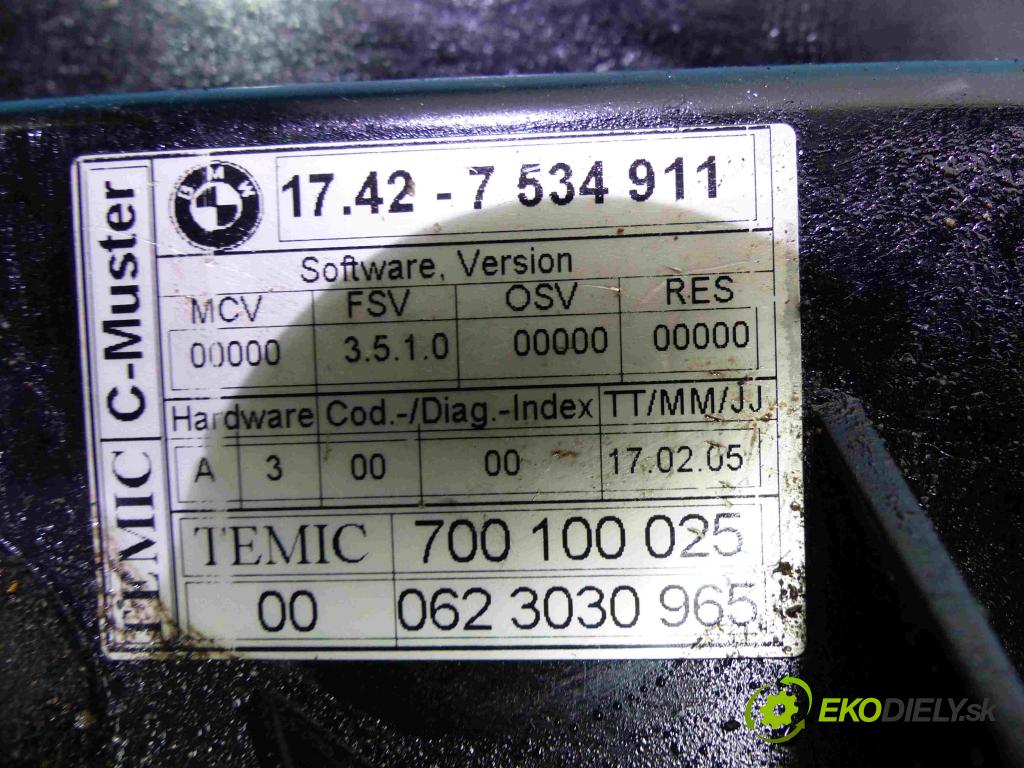 TEMIC C-Muster
BMW 17.42 - 7 534 911
Software, Version
MCV FSV OSV RES
00000 3.5.1.0 00000 00000
Hardware Cod.-/Diag.-Index TT/MM/JJ
A 3 00 00 17.02.05
TEMIC 700 100 025
00 062 3030 965
EKODIELY.sk